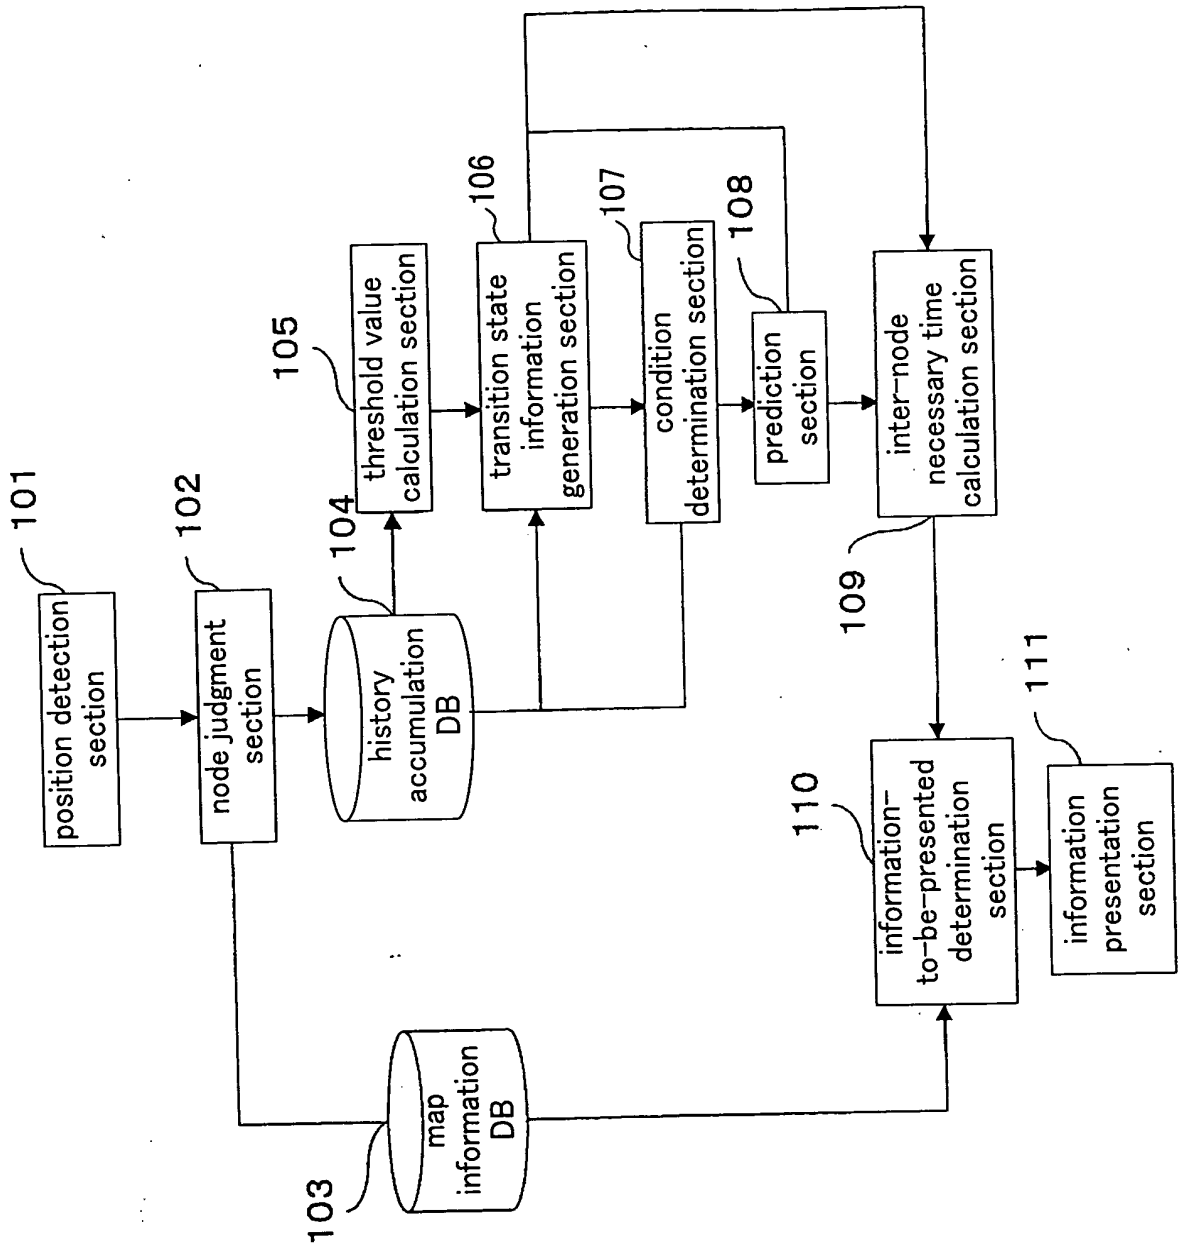 101
position detection
section
102
node judgment
section
103
map
information
DB
104
history
accumulation
DB
105
threshold value
calculation section
106
transition state
information
generation section
107
condition
determination section
108
prediction
section
109
inter-node
necessary time
calculation section
110
information-
to-be-presented
determination
section
111
information
presentation
section